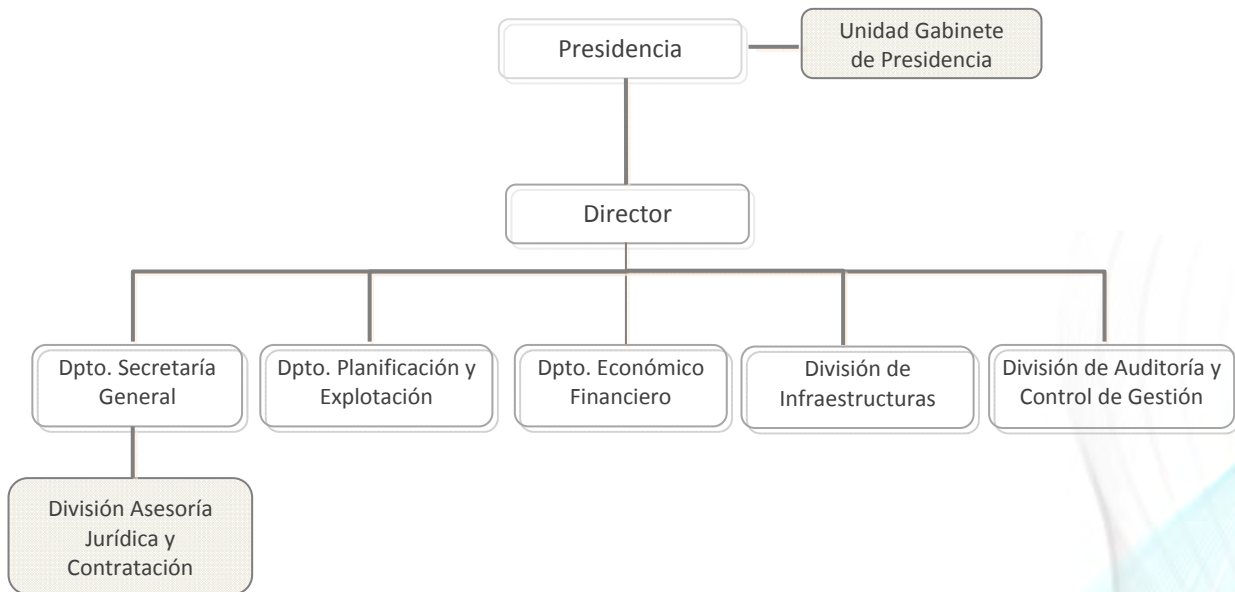 Presidencia
Unidad Gabinete
de Presidencia
Director
Dpto. Secretaría
General
Dpto. Planificación y
Explotación
Dpto. Económico
Financiero
División de
Infraestructuras
División de Auditoría y
Control de Gestión
División Asesoría
Jurídica y
Contratación